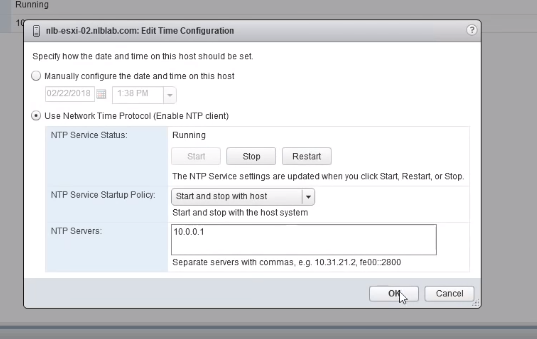 Running
10
nlb-esxi-02.nlblab.com: Edit Time Configuration
?
Specify how the date and time on this host should be set.
Manually configure the date and time on this host
02/22/2018 1:38 PM
Use Network Time Protocol (Enable NTP client)
NTP Service Status: Running
Start Stop Restart
The NTP Service settings are updated when you click Start, Restart, or Stop.
NTP Service Startup Policy: Start and stop with host
Start and stop with the host system
NTP Servers: 10.0.0.1
Separate servers with commas, e.g. 10.31.21.2, fe00::2800
OK Cancel